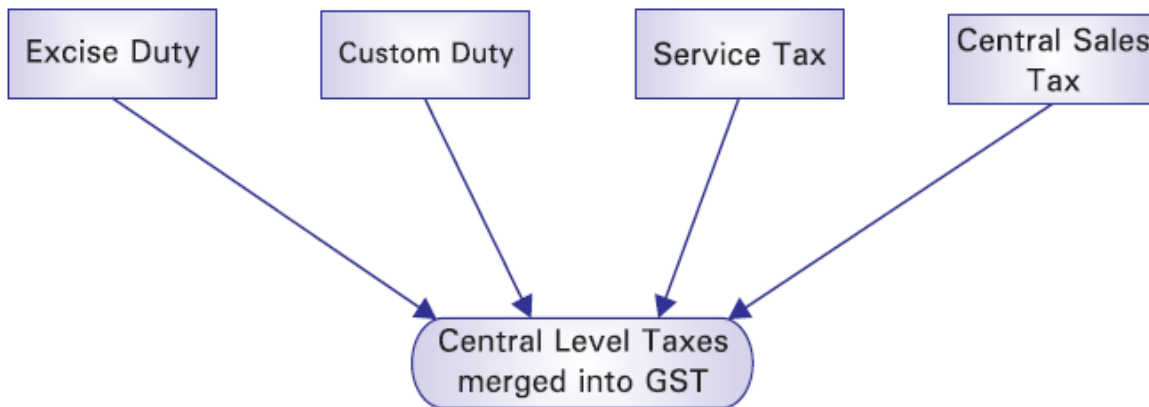 Excise Duty
Custom Duty
Service Tax
Central Sales
Tax
Central Level Taxes
merged into GST